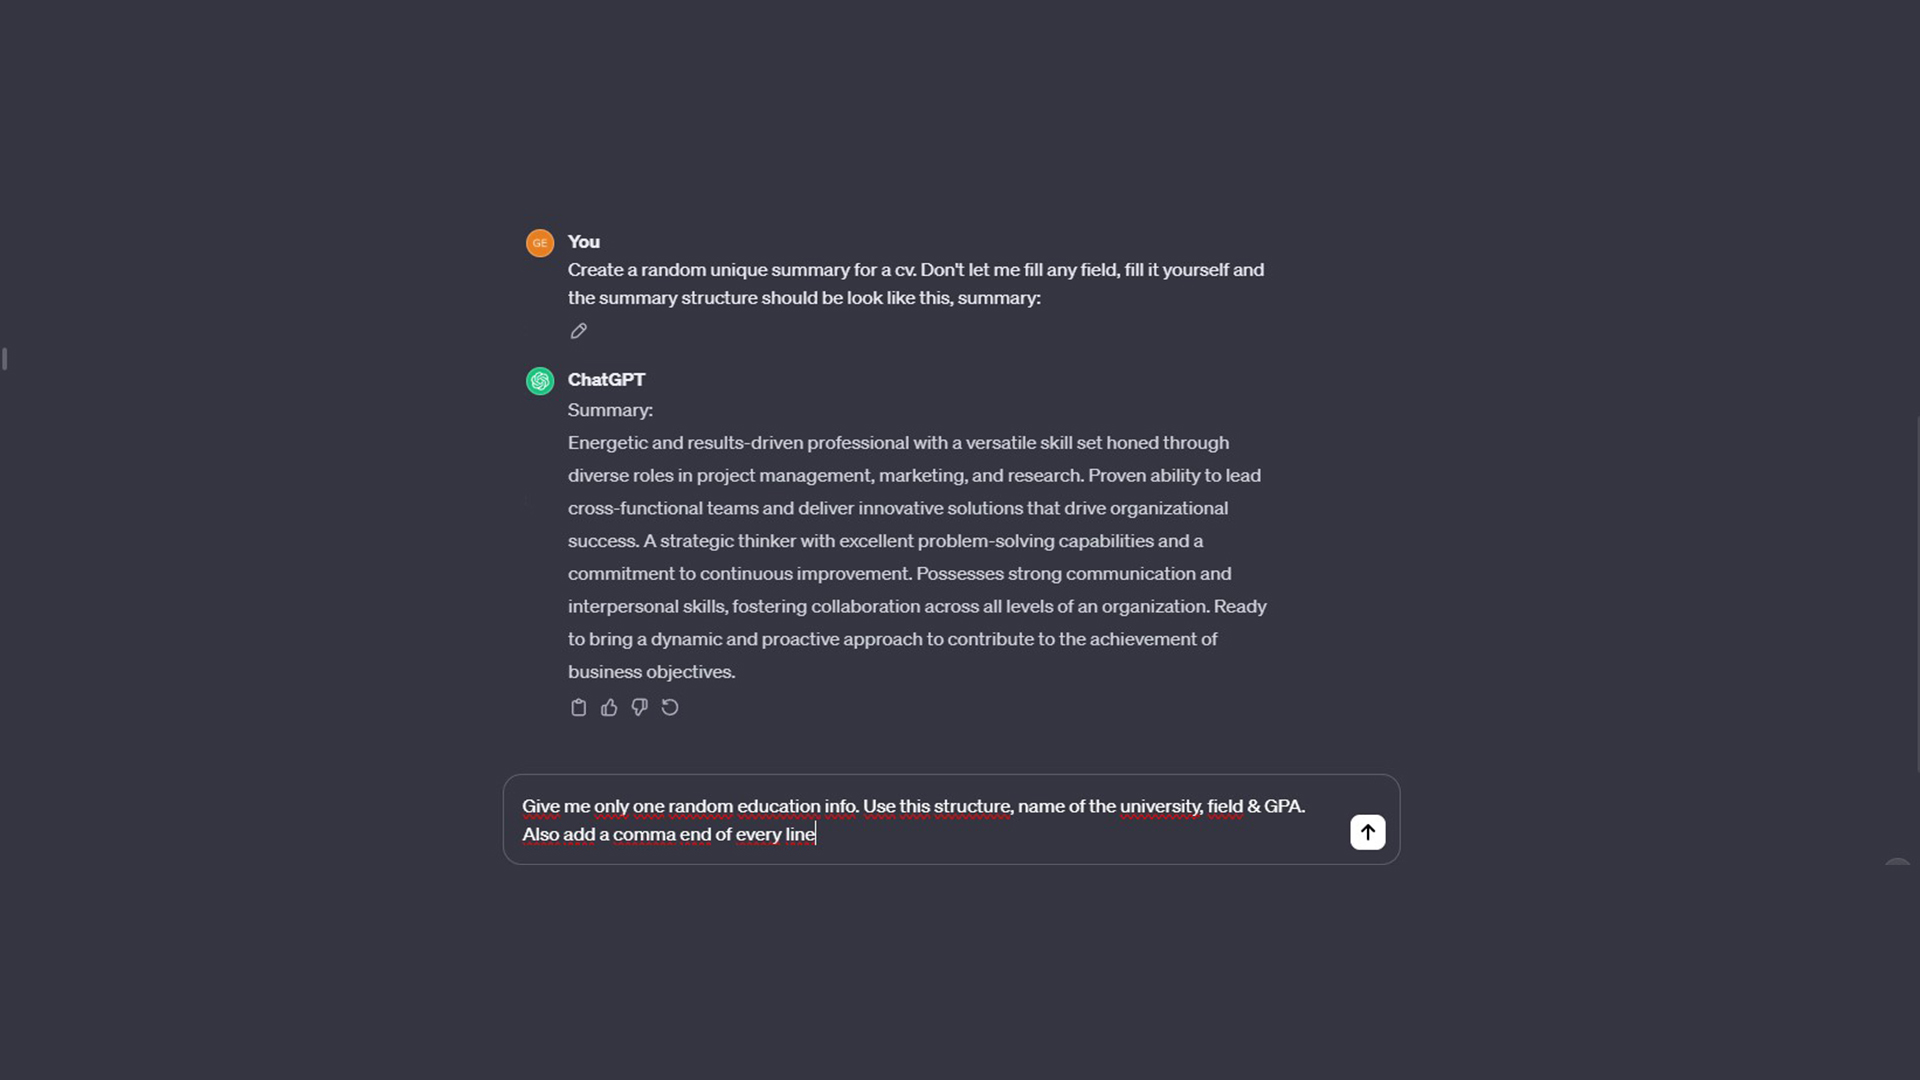 GE
You
Create a random unique summary for a cv. Don't let me fill any field, fill it yourself and
the summary structure should be look like this, summary:
ChatGPT
Summary:
Energetic and results-driven professional with a versatile skill set honed through
diverse roles in project management, marketing, and research. Proven ability to lead
cross-functional teams and deliver innovative solutions that drive organizational
success. A strategic thinker with excellent problem-solving capabilities and a
commitment to continuous improvement. Possesses strong communication and
interpersonal skills, fostering collaboration across all levels of an organization. Ready
to bring a dynamic and proactive approach to contribute to the achievement of
business objectives.
Give me only one random education info. Use this structure, name of the university, field & GPA.
Also add a comma end of every line